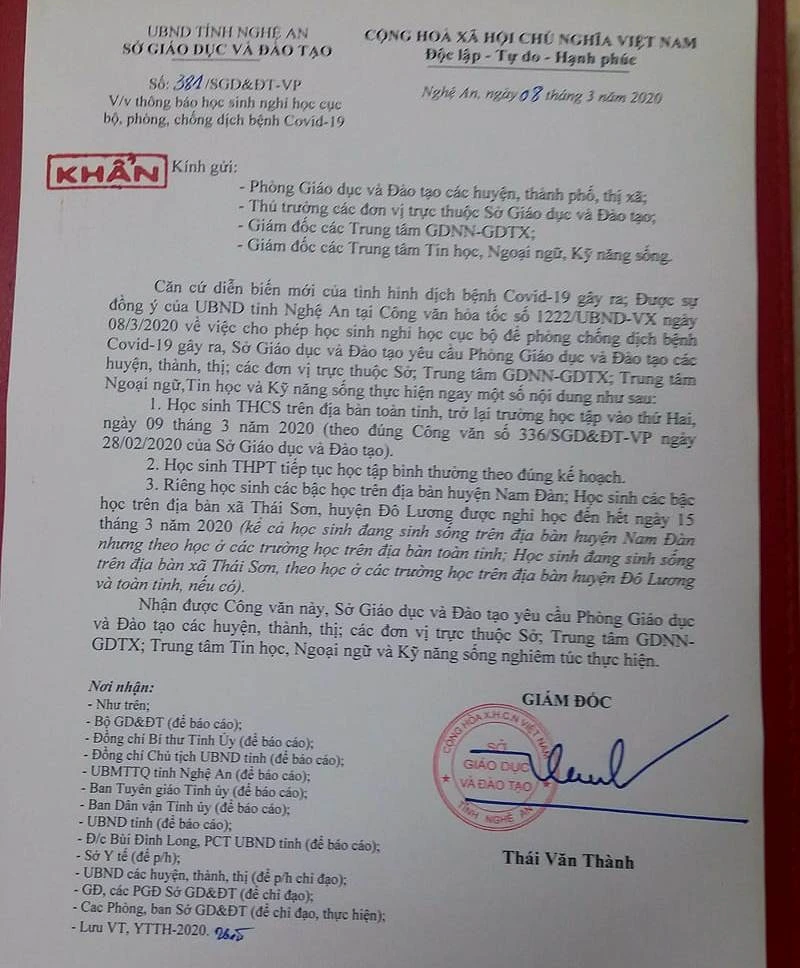 UBND TỈNH NGHỆ AN
SỞ GIÁO DỤC VÀ ĐÀO TẠO
CỘNG HOÀ XÃ HỘI CHỦ NGHĨA VIỆT NAM
Độc lập - Tự do - Hạnh phúc
Số: 381/SGD&ĐT-VP
V/v thông báo học sinh nghỉ học cục
bộ, phòng, chống dịch bệnh Covid-19
Nghệ An, ngày 08 tháng 3 năm 2020
KHẨN
Kính gửi:
- Phòng Giáo dục và Đào tạo các huyện, thành phố, thị xã;
- Thủ trưởng các đơn vị trực thuộc Sở Giáo dục và Đào tạo;
- Giám đốc các Trung tâm GDNN-GDTX;
- Giám đốc các Trung tâm Tin học, Ngoại ngữ, Kỹ năng sống.
Căn cứ diễn biến mới của tình hình dịch bệnh Covid-19 gây ra; Được sự
đồng ý của UBND tỉnh Nghệ An tại Công văn hỏa tốc số 1222/UBND-VX ngày
08/3/2020 về việc cho phép học sinh nghỉ học cục bộ để phòng chống dịch bệnh
Covid-19 gây ra, Sở Giáo dục và Đào tạo yêu cầu Phòng Giáo dục và Đào tạo các
huyện, thành, thị; các đơn vị trực thuộc Sở; Trung tâm GDNN-GDTX; Trung tâm
Ngoại ngữ,Tin học và Kỹ năng sống thực hiện ngay một số nội dung như sau:
1. Học sinh THCS trên địa bàn toàn tỉnh, trở lại trường học tập vào thứ Hai,
ngày 09 tháng 3 năm 2020 (theo đúng Công văn số 336/SGD&ĐT-VP ngày
28/02/2020 của Sở Giáo dục và Đào tạo).
2. Học sinh THPT tiếp tục học tập bình thường theo đúng kế hoạch.
3. Riêng học sinh các bậc học trên địa bàn huyện Nam Đàn; Học sinh các bậc
học trên địa bàn xã Thái Sơn, huyện Đô Lương được nghỉ học đến hết ngày 15
tháng 3 năm 2020 (kể cả học sinh đang sinh sống trên địa bàn huyện Nam Đàn
nhưng theo học ở các trường học trên địa bàn toàn tỉnh; Học sinh đang sinh sống
trên địa bàn xã Thái Sơn, theo học ở các trường học trên địa bàn huyện Đô Lương
và toàn tỉnh, nếu có).
Nhận được Công văn này, Sở Giáo dục và Đào tạo yêu cầu Phòng Giáo dục
và Đào tạo các huyện, thành, thị; các đơn vị trực thuộc Sở; Trung tâm GDNN-
GDTX; Trung tâm Tin học, Ngoại ngữ và Kỹ năng sống nghiêm túc thực hiện.
Nơi nhận:
- Như trên;
- Bộ GD&ĐT (để báo cáo);
- Đồng chí Bí thư Tỉnh Ủy (để báo cáo);
- Đồng chí Chủ tịch UBND tỉnh (để báo cáo);
- UBMTTQ tỉnh Nghệ An (để báo cáo);
- Ban Tuyên giáo Tỉnh ủy (để báo cáo);
- Ban Dân vận Tỉnh ủy (để báo cáo);
- UBND tỉnh (để báo cáo);
- Đ/c Bùi Đình Long, PCT UBND tỉnh (để báo cáo);
- Sở Y tế (để p/h);
- UBND các huyện, thành, thị (để p/h chỉ đạo);
- GĐ, các PGĐ Sở GD&ĐT (để chỉ đạo);
- Các Phòng, ban Sở GD&ĐT (để chỉ đạo, thực hiện);
- Lưu VT, YTTH-2020.
GIÁM ĐỐC
CỘNG HÒA X.H.C.N VIỆT NAM
SỞ
GIÁO DỤC
VÀ ĐÀO TẠO
TỈNH NGHỆ AN
Thái Văn Thành